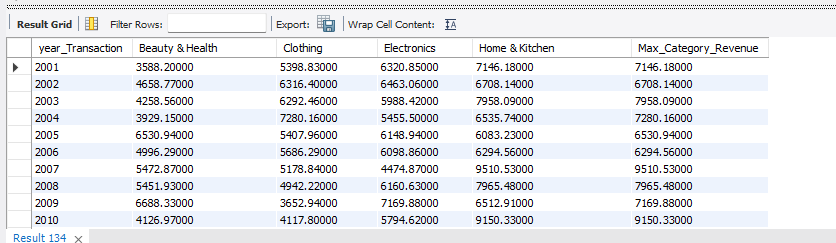 Result Grid Filter Rows: Export: Wrap Cell Content:
year_Transaction Beauty & Health Clothing Electronics Home & Kitchen Max_Category_Revenue
2001 3588.20000 5398.83000 6320.85000 7146.18000 7146.18000
2002 4658.77000 6316.40000 6463.06000 6708.14000 6708.14000
2003 4258.56000 6292.46000 5988.42000 7958.09000 7958.09000
2004 3929.15000 7280.16000 5455.50000 6535.74000 7280.16000
2005 6530.94000 5407.96000 6148.94000 6083.23000 6530.94000
2006 4996.29000 5686.29000 6098.86000 6294.56000 6294.56000
2007 5472.87000 5178.84000 4474.87000 9510.53000 9510.53000
2008 5451.93000 4942.22000 6160.63000 7965.48000 7965.48000
2009 6688.33000 3652.94000 7169.88000 6512.91000 7169.88000
2010 4126.97000 4117.80000 5794.62000 9150.33000 9150.33000
Result 134